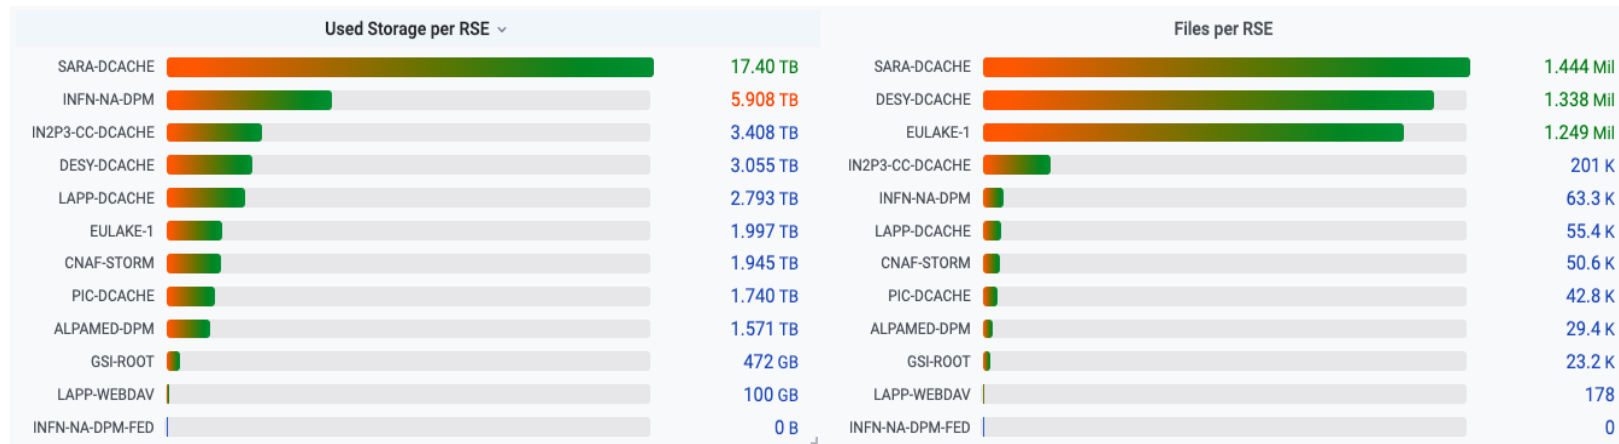 Used Storage per RSE
SARA-DCACHE 17.40 TB
INFN-NA-DPM 5.908 TB
IN2P3-CC-DCACHE 3.408 TB
DESY-DCACHE 3.055 TB
LAPP-DCACHE 2.793 TB
EULAKE-1 1.997 TB
CNAF-STORM 1.945 TB
PIC-DCACHE 1.740 TB
ALPAMED-DPM 1.571 TB
GSI-ROOT 472 GB
LAPP-WEBDAV 100 GB
INFN-NA-DPM-FED 0 B
Files per RSE
SARA-DCACHE 1.444 Mil
DESY-DCACHE 1.338 Mil
EULAKE-1 1.249 Mil
IN2P3-CC-DCACHE 201 K
INFN-NA-DPM 63.3 K
LAPP-DCACHE 55.4 K
CNAF-STORM 50.6 K
PIC-DCACHE 42.8 K
ALPAMED-DPM 29.4 K
GSI-ROOT 23.2 K
LAPP-WEBDAV 178
INFN-NA-DPM-FED 0